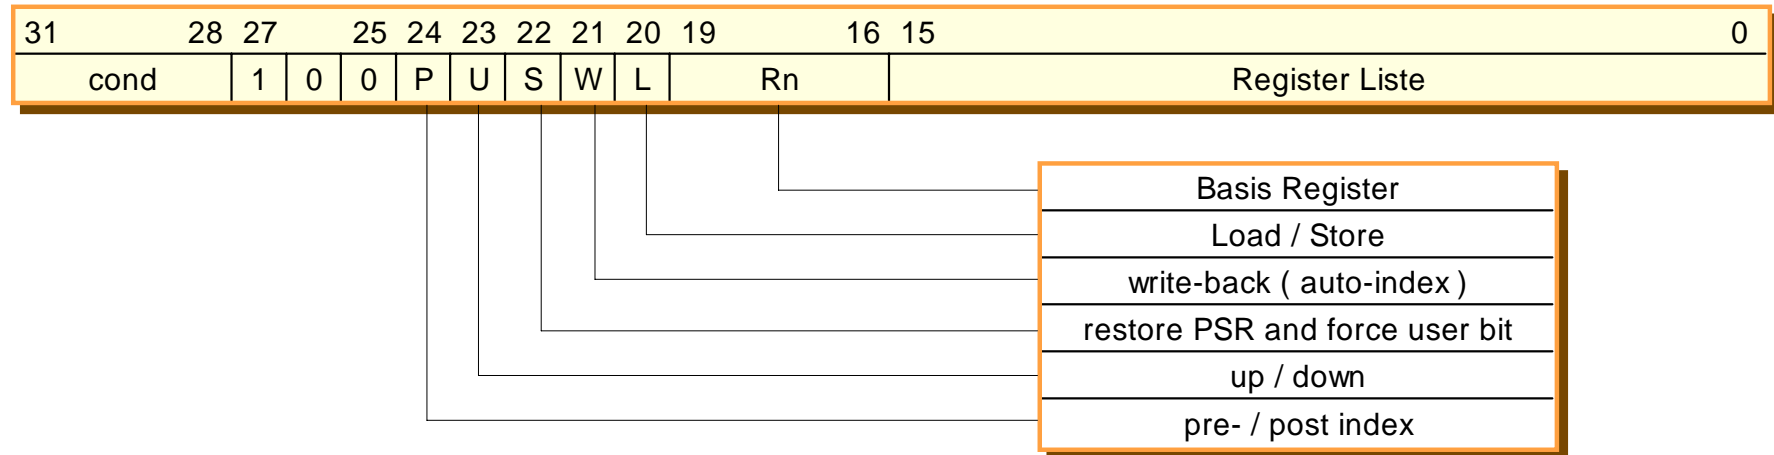 31 28 27 25 24 23 22 21 20 19 16 15 0
cond 1 0 0 P U S W L Rn Register Liste
Basis Register
Load / Store
write-back ( auto-index )
restore PSR and force user bit
up / down
pre- / post index